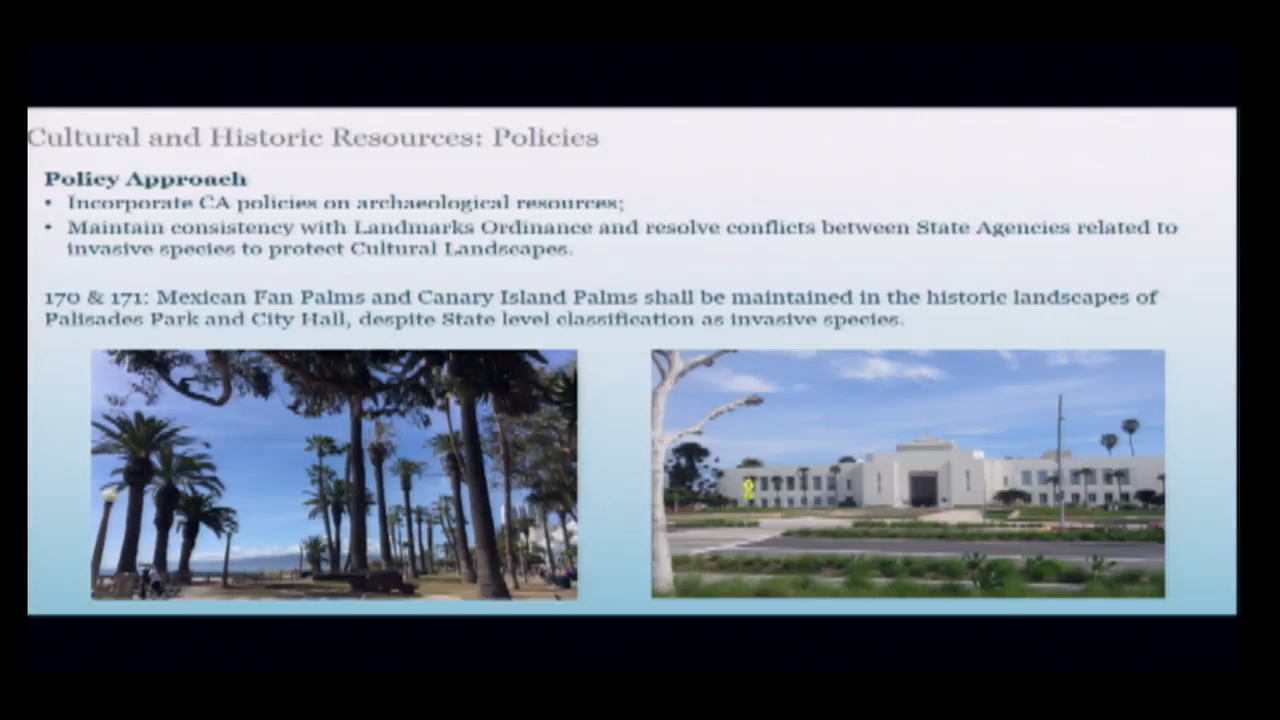 Cultural and Historic Resources: Policies
Policy Approach
• Incorporate CA policies on archaeological resources;
• Maintain consistency with Landmarks Ordinance and resolve conflicts between State Agencies related to
invasive species to protect Cultural Landscapes.
170 & 171: Mexican Fan Palms and Canary Island Palms shall be maintained in the historic landscapes of
Palisades Park and City Hall, despite State level classification as invasive species.